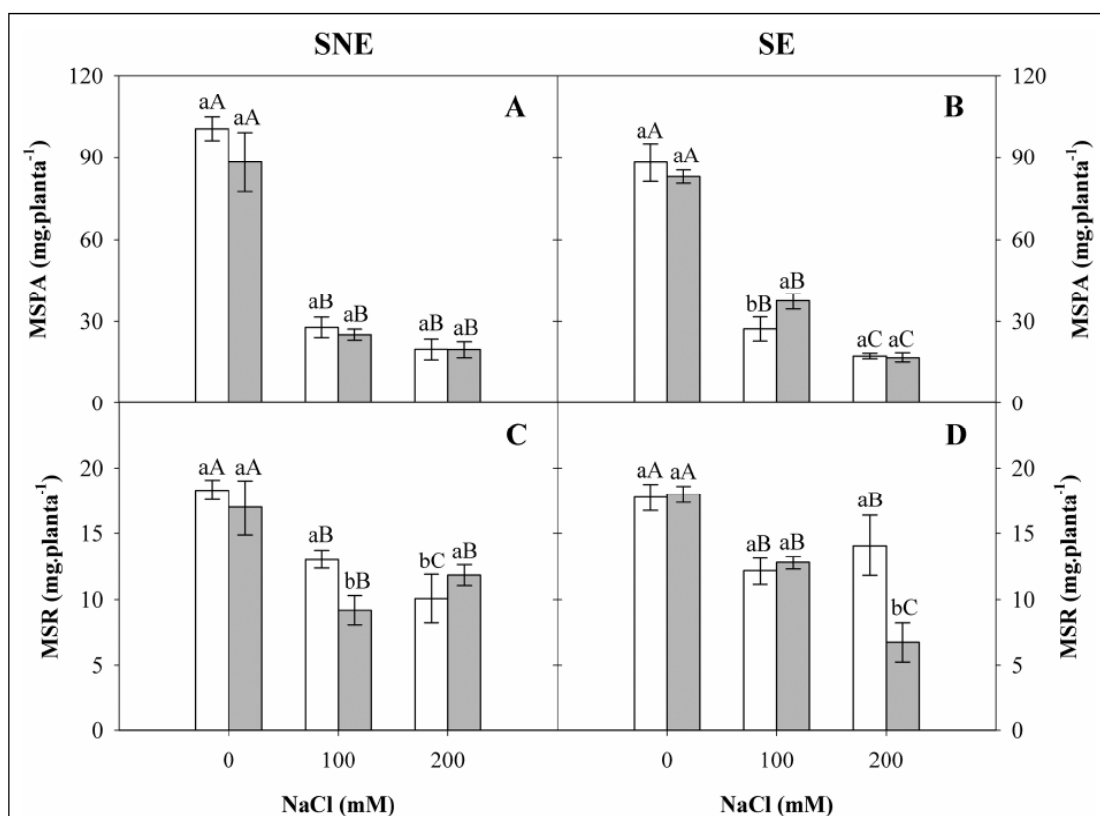 SNE SE
120 120
A B
aA aA aA aA
90 90
MSPA (mg.planta⁻¹) MSPA (mg.planta⁻¹)
60 60
aB aB aB aB bB aB aC aC
30 30
0 0
C D
20 20
aA aA aA aA
aB bB bC aB aB aB aB bC
15 15
MSR (mg.planta⁻¹) MSR (mg.planta⁻¹)
10 10
5 5
0 0
0 100 200 0 100 200
NaCl (mM) NaCl (mM)